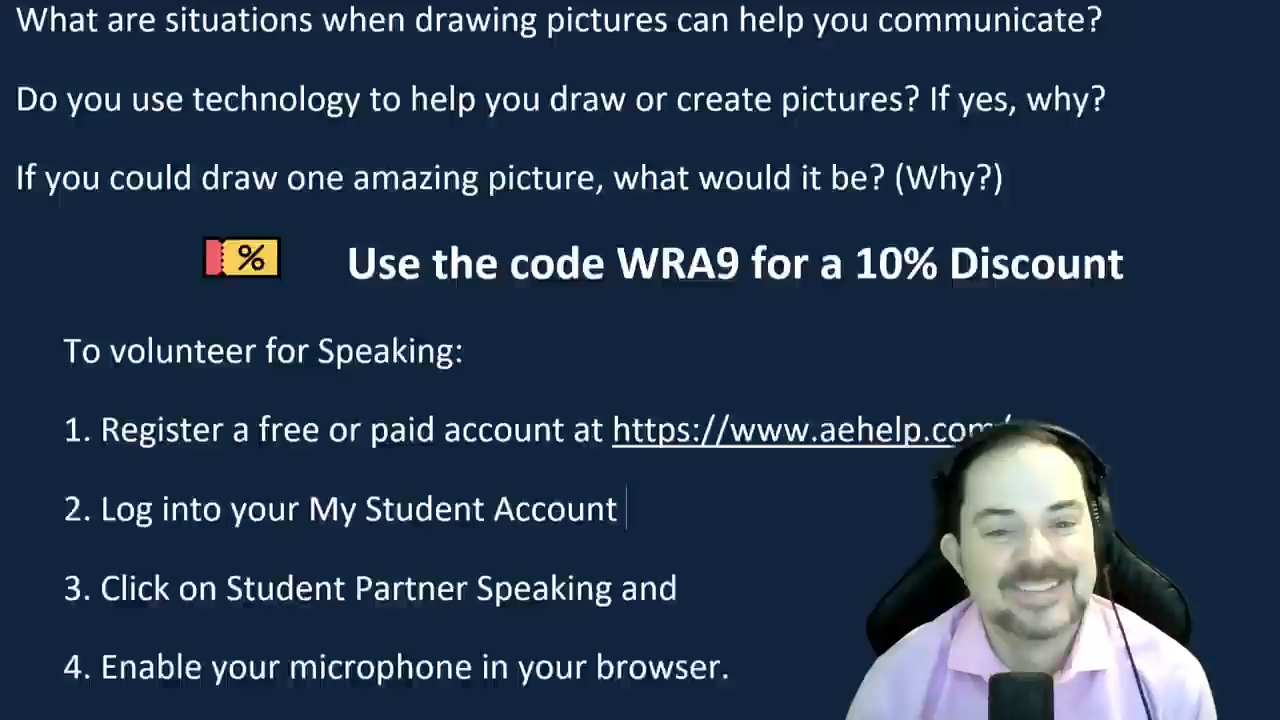 What are situations when drawing pictures can help you communicate?
Do you use technology to help you draw or create pictures? If yes, why?
If you could draw one amazing picture, what would it be? (Why?)
% Use the code WRA9 for a 10% Discount
To volunteer for Speaking:
1. Register a free or paid account at https://www.aehelp.com/
2. Log into your My Student Account
3. Click on Student Partner Speaking and
4. Enable your microphone in your browser.